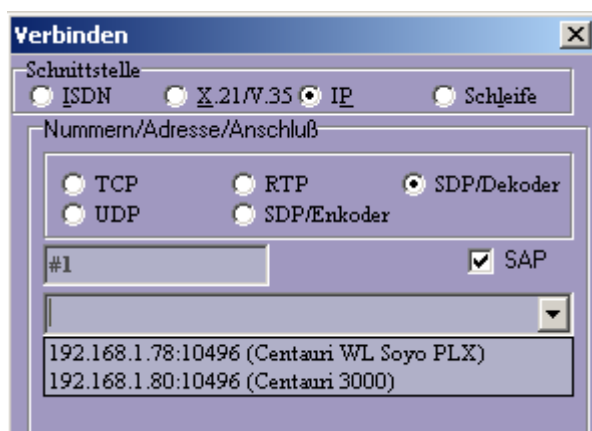 Verbinden
Schnittstelle
ISDN X.21/V.35 IP Schleife
Nummern/Adresse/Anschluß
TCP RTP SDP/Dekoder
UDP SDP/Enkoder
#1 SAP
192.168.1.78:10496 (Centauri WL Soyo PLX)
192.168.1.80:10496 (Centauri 3000)